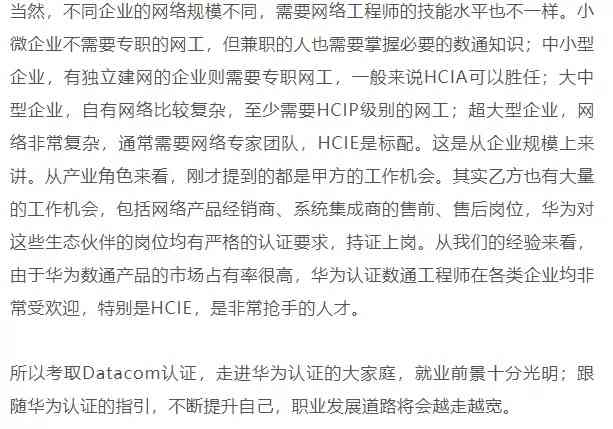 当然，不同企业的网络规模不同，需要网络工程师的技能水平也不一样。小
微企业不需要专职的网工，但兼职的人也需要掌握必要的数通知识；中小型
企业，有独立建网的企业则需要专职网工，一般来说HCIA可以胜任；大中
型企业，自有网络比较复杂，至少需要HCIP级别的网工；超大型企业，网
络非常复杂，通常需要网络专家团队，HCIE是标配。这是从企业规模上来
讲。从产业角色来看，刚才提到的都是甲方的工作机会。其实乙方也有大量
的工作机会，包括网络产品经销商、系统集成商的售前、售后岗位，华为对
这些生态伙伴的岗位均有严格的认证要求，持证上岗。从我们的经验来看，
由于华为数通产品的市场占有率很高，华为认证数通工程师在各类企业均非
常受欢迎，特别是HCIE，是非常抢手的人才。
所以考取Datacom认证，走进华为认证的大家庭，就业前景十分光明；跟
随华为认证的指引，不断提升自己，职业发展道路将会越走越宽。